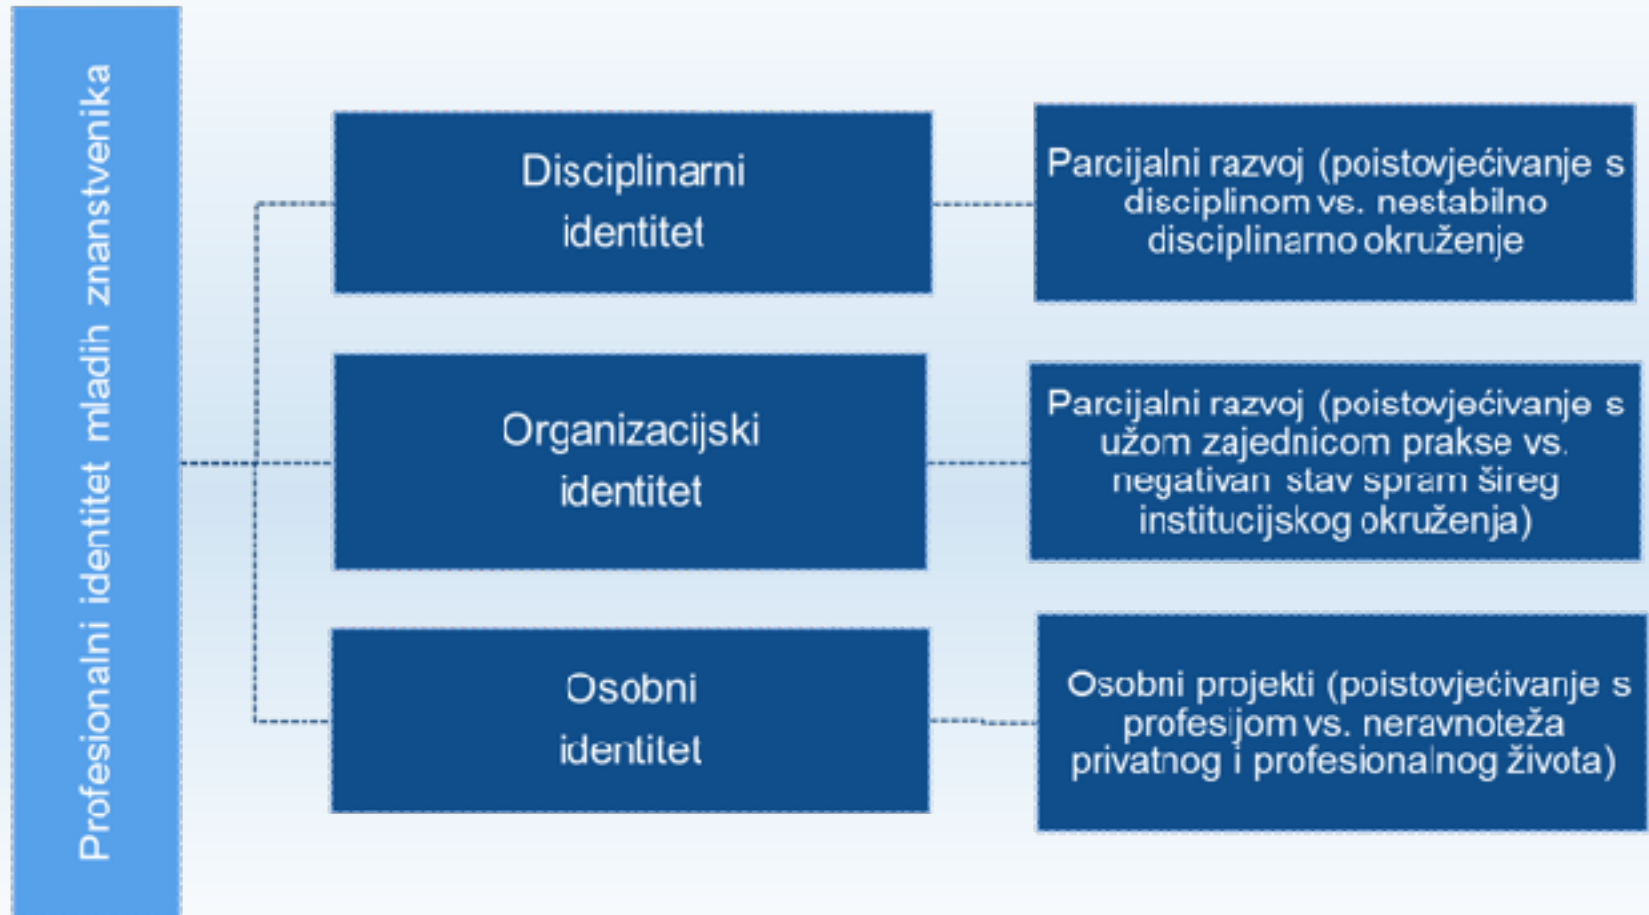 Profesionalni identitet mladih znanstvenika
Disciplinarni
identitet
Parcijalni razvoj (poistovjećivanje s
disciplinom vs. nestabilno
disciplinarno okruženje
Organizacijski
identitet
Parcijalni razvoj (poistovjećivanje s
užom zajednicom prakse vs.
negativan stav spram šireg
institucijskog okruženja)
Osobni
identitet
Osobni projekti (poistovjećivanje s
profesijom vs. neravnoteža
privatnog i profesionalnog života)